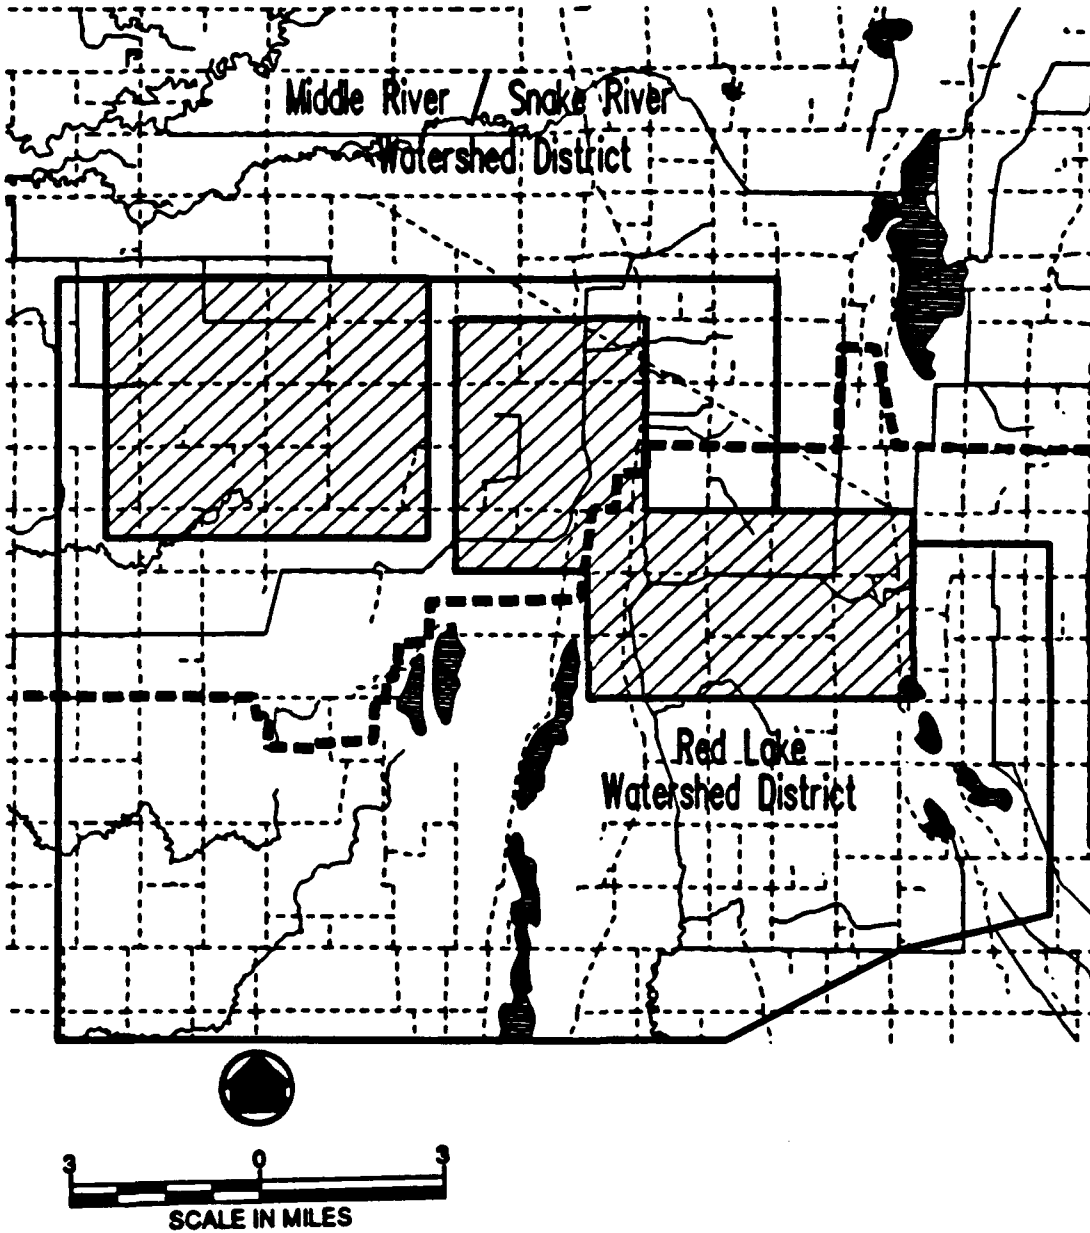 Middle River / Snake River
Watershed District
Red Lake
Watershed District
3 0 3
SCALE IN MILES